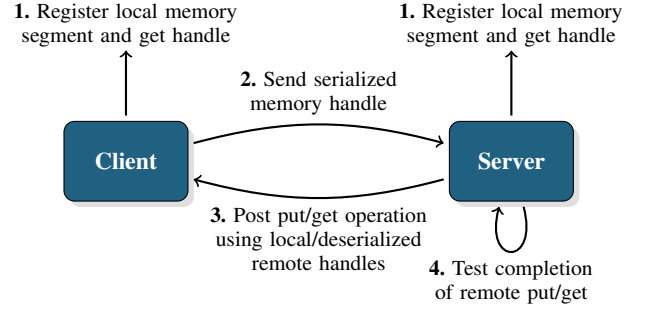 1. Register local memory
segment and get handle
1. Register local memory
segment and get handle
2. Send serialized
memory handle
Client
Server
3. Post put/get operation
using local/deserialized
remote handles
4. Test completion
of remote put/get